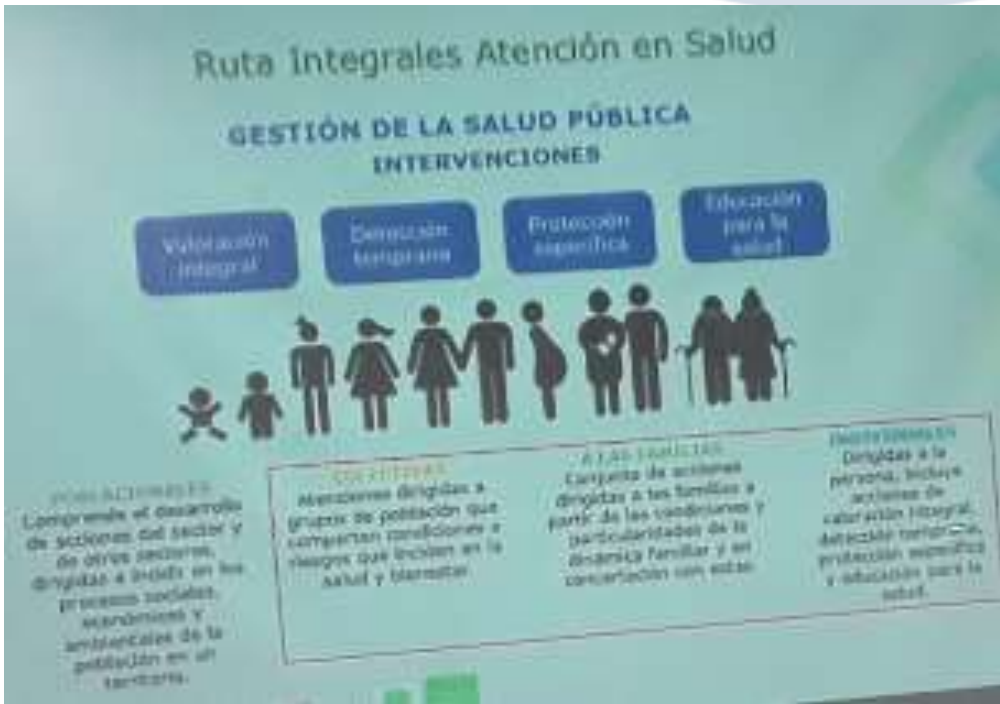 Ruta Integrales Atención en Salud
GESTIÓN DE LA SALUD PÚBLICA
INTERVENCIONES
Valoración
integral
Detección
temprana
Protección
específica
Educación
para la
salud
POBLACIONALES
Comprende el desarrollo
de acciones del sector y
de otros sectores,
dirigidas a incidir en los
procesos sociales,
económicos y
ambientales de la
población en un
territorio.
COLECTIVAS
Atenciones dirigidas a
grupos de población que
comparten condiciones o
riesgos que inciden en la
salud y bienestar
A LAS FAMILIAS
Conjunto de acciones
dirigidas a las familias a
partir de las condiciones y
particularidades de la
dinámica familiar y en
concertación con estas
INDIVIDUALES
Dirigidas a la
persona, incluye
acciones de
valoración integral,
detección temprana,
protección específica
y educación para la
salud.